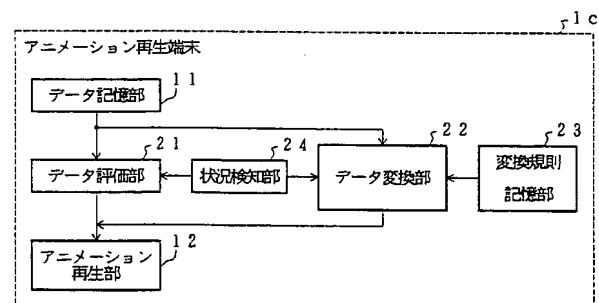 1c
アニメーション再生端末
11
データ記憶部
21
24
22
23
データ評価部
状況検知部
データ変換部
変換規則
記憶部
12
アニメーション
再生部